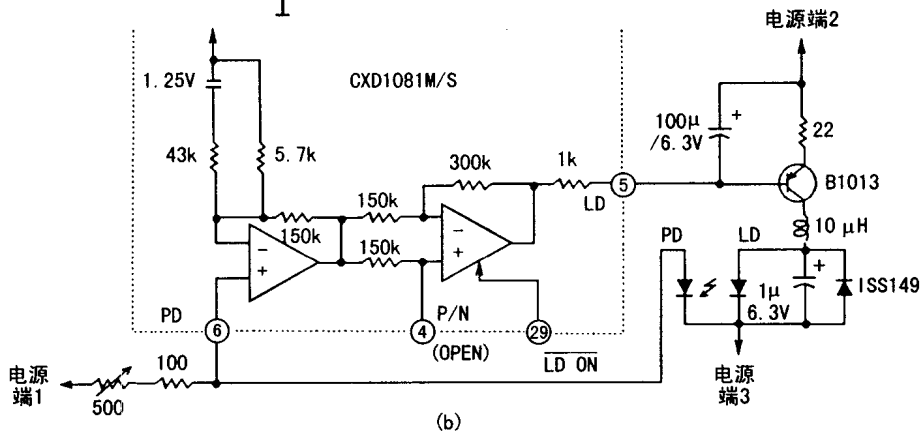 电源端2
1.25V
CXD1081M/S
100μ
/6.3V
+
22
43k
5.7k
300k
1k
5
B1013
LD
150k
150k
150k
10 μH
PD
LD
−
+
−
+
+
1μ
6.3V
ISS149
PD
6
P/N
4
(OPEN)
29
LD ON
电源
端1
500
100
电源
端3
(b)